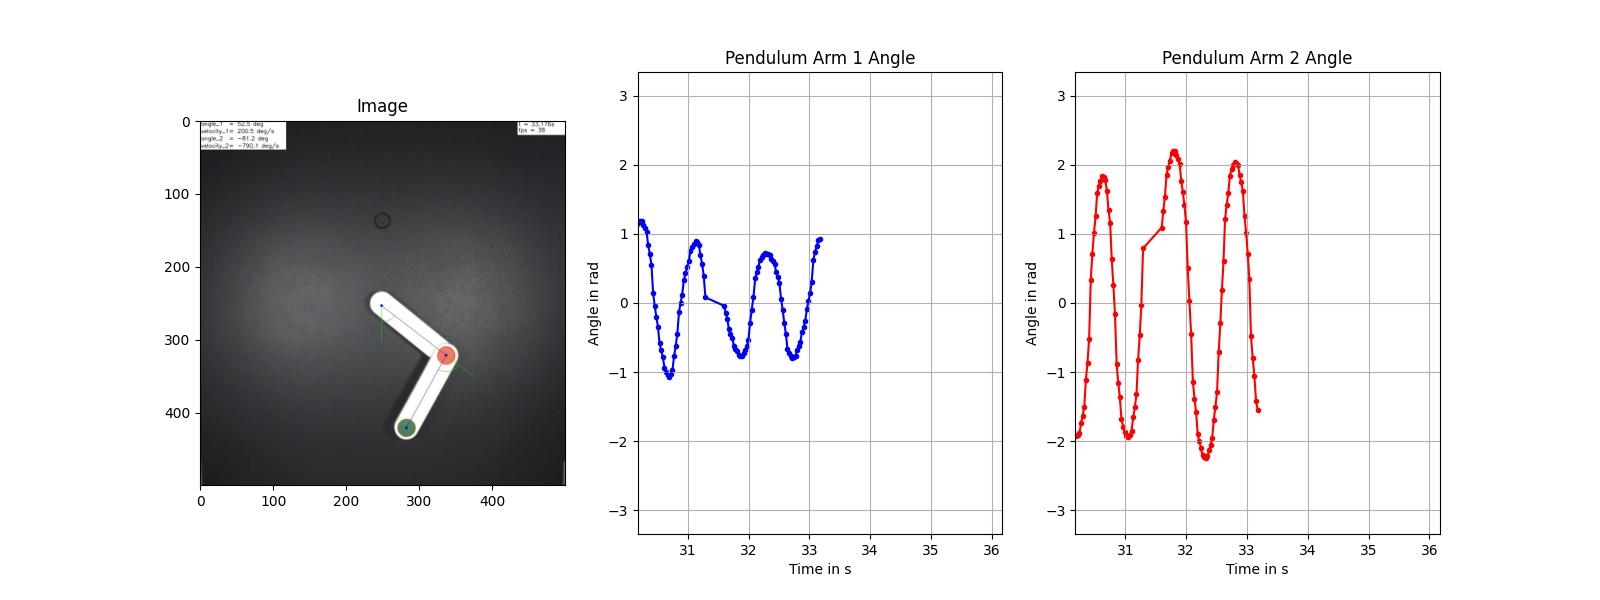 Image
angle_1 = 52.5 deg
velocity_1= 200.5 deg/s
angle_2 = -81.2 deg
velocity_2= -790.1 deg/s
t = 33.176s
fps = 38
0
100
200
300
400
0 100 200 300 400
Pendulum Arm 1 Angle
Angle in rad
3
2
1
0
−1
−2
−3
31 32 33 34 35 36
Time in s
Pendulum Arm 2 Angle
Angle in rad
3
2
1
0
−1
−2
−3
31 32 33 34 35 36
Time in s